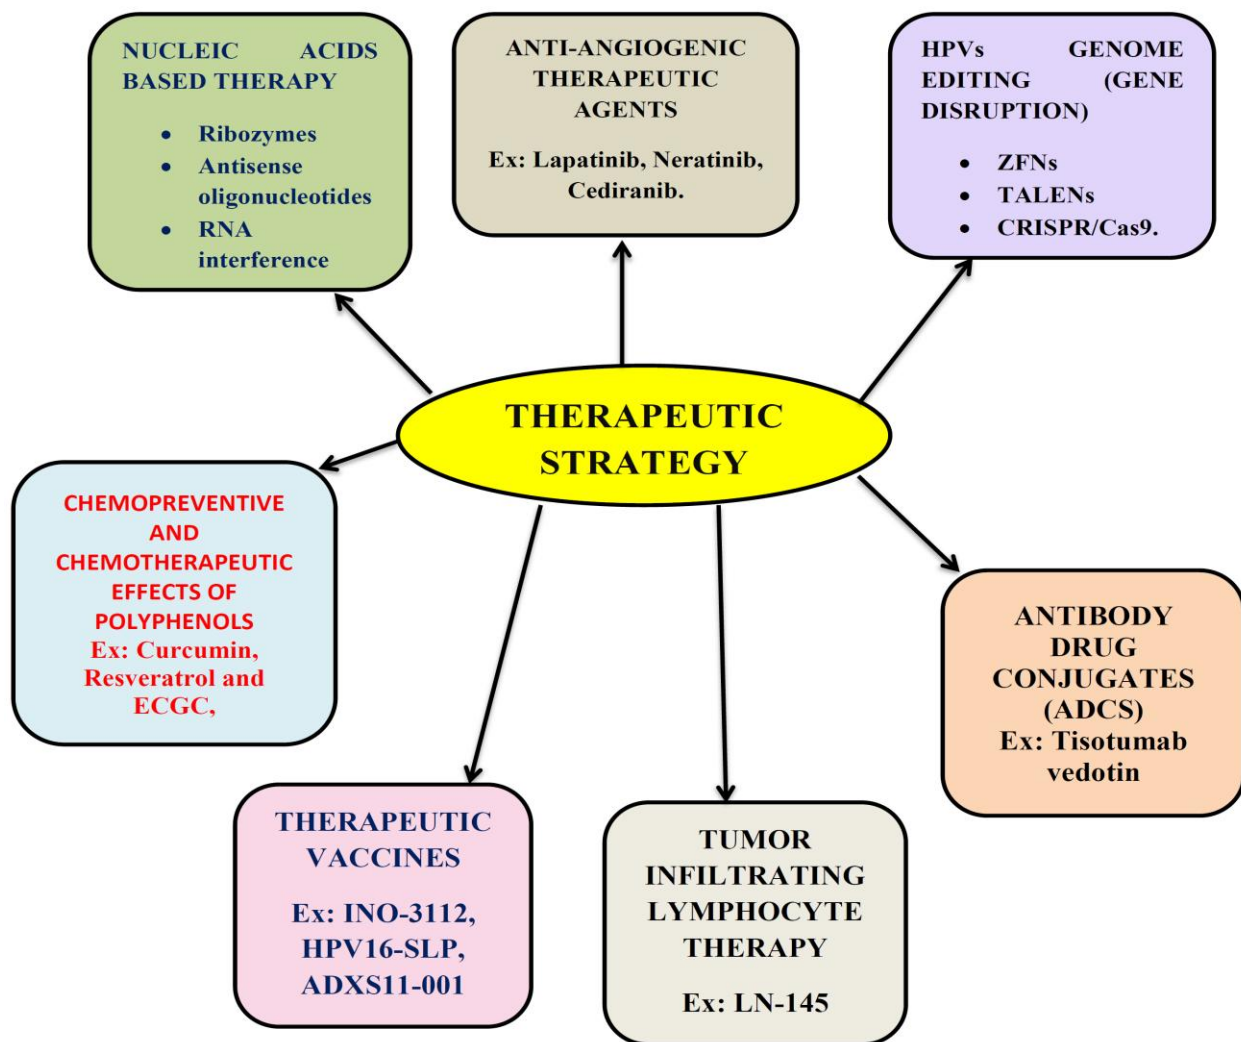 NUCLEIC ACIDS
BASED THERAPY
• Ribozymes
• Antisense
oligonucleotides
• RNA
interference
ANTI-ANGIOGENIC
THERAPEUTIC
AGENTS
Ex: Lapatinib, Neratinib,
Cediranib.
HPVs GENOME
EDITING (GENE
DISRUPTION)
• ZFNs
• TALENs
• CRISPR/Cas9.
THERAPEUTIC
STRATEGY
CHEMOPREVENTIVE
AND
CHEMOTHERAPEUTIC
EFFECTS OF
POLYPHENOLS
Ex: Curcumin,
Resveratrol and
ECGC,
ANTIBODY
DRUG
CONJUGATES
(ADCS)
Ex: Tisotumab
vedotin
THERAPEUTIC
VACCINES
Ex: INO-3112,
HPV16-SLP,
ADXS11-001
TUMOR
INFILTRATING
LYMPHOCYTE
THERAPY
Ex: LN-145